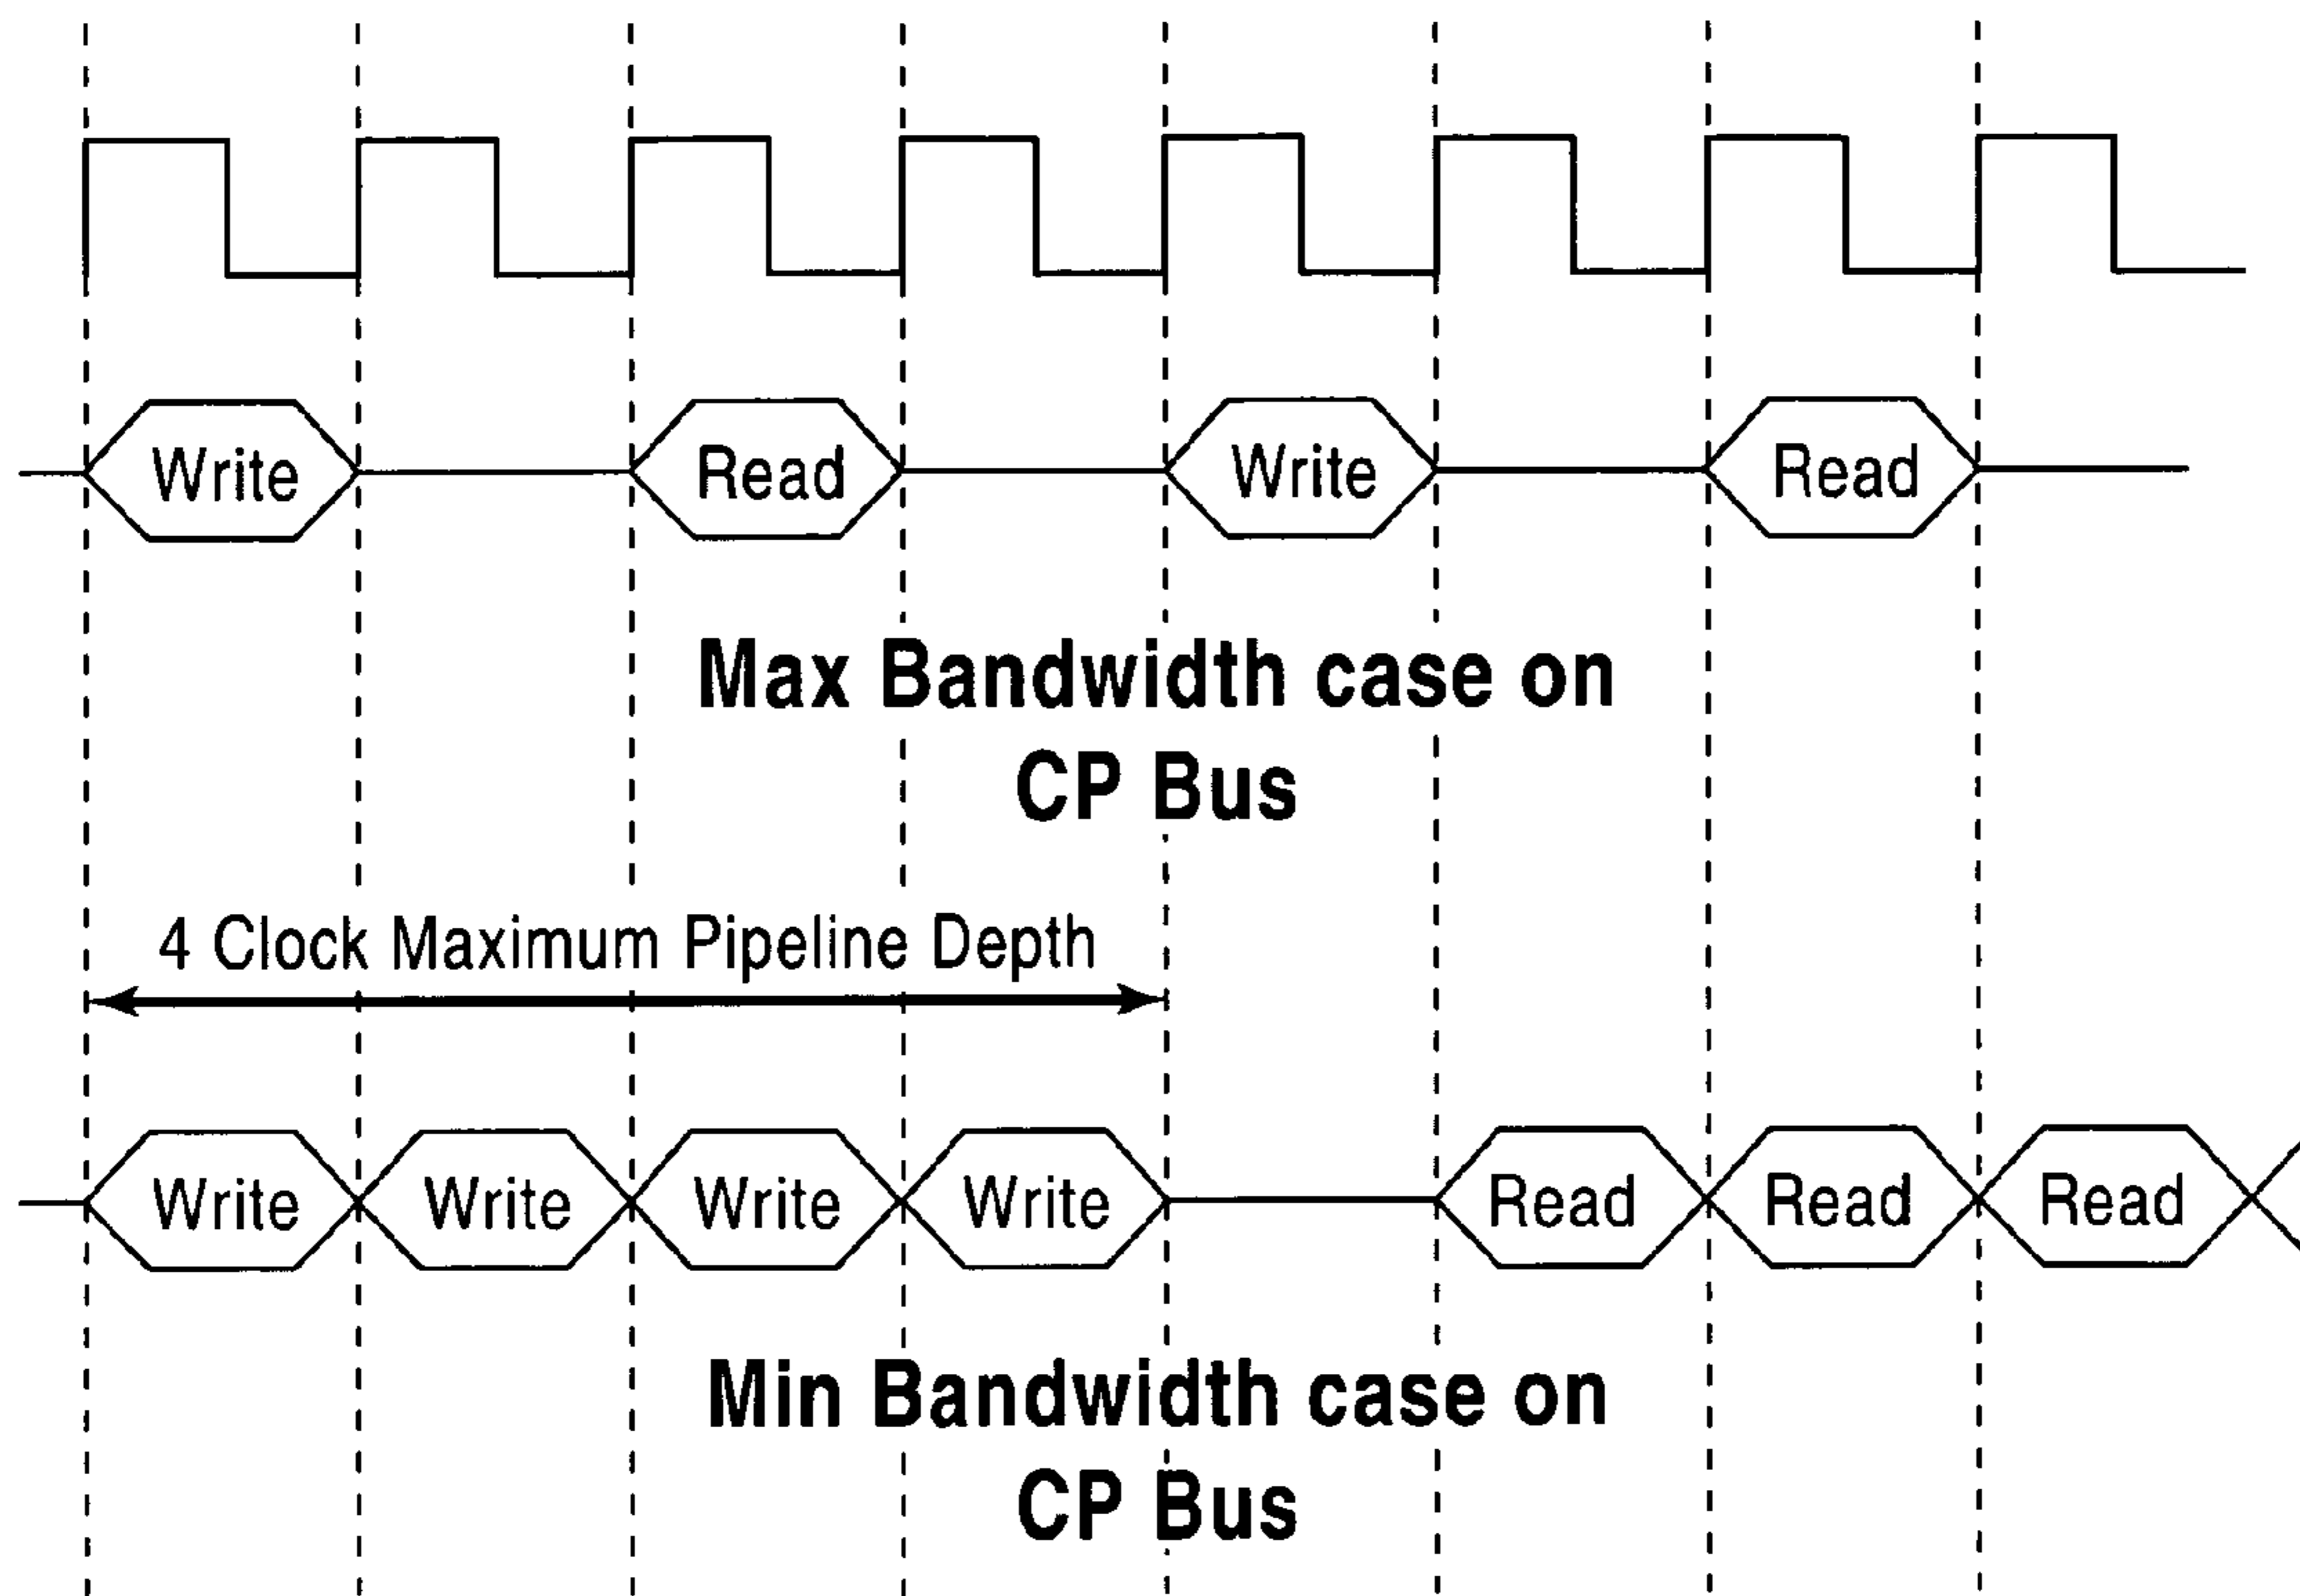 Write Read Write Read
Max Bandwidth case on
CP Bus
4 Clock Maximum Pipeline Depth
Write Write Write Write Read Read Read
Min Bandwidth case on
CP Bus